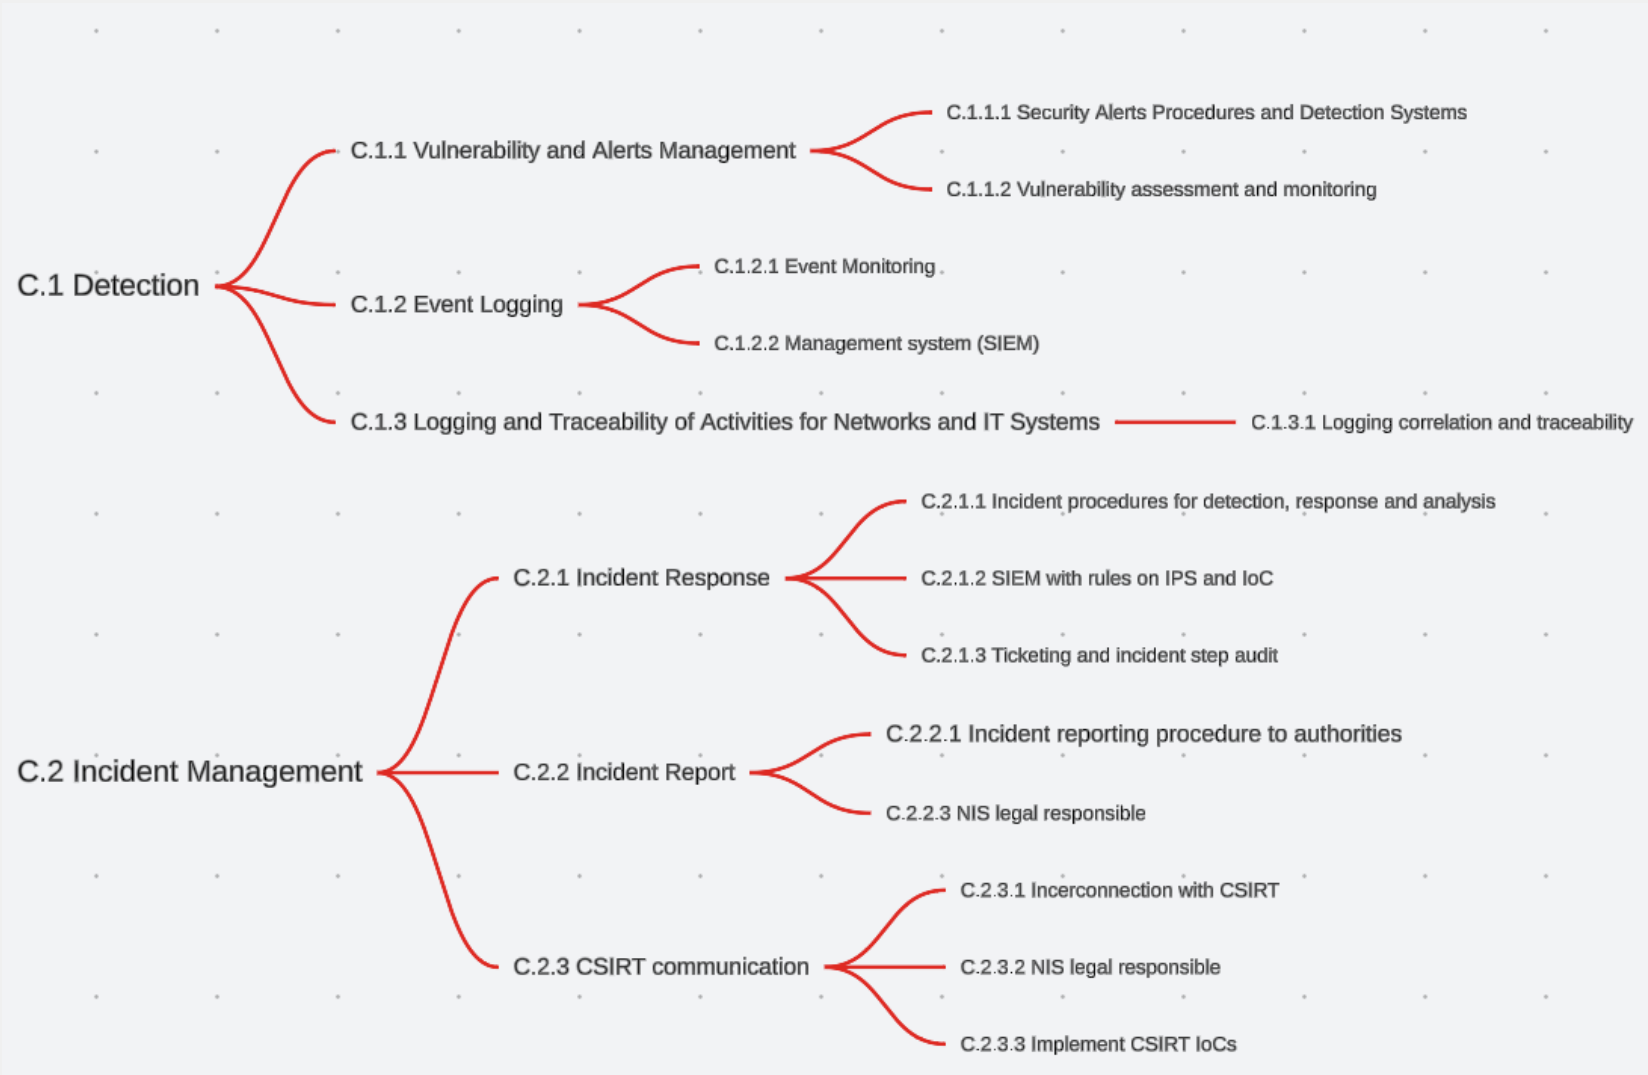 C.1.1.1 Security Alerts Procedures and Detection Systems
C.1.1 Vulnerability and Alerts Management
C.1.1.2 Vulnerability assessment and monitoring
C.1 Detection
C.1.2.1 Event Monitoring
C.1.2 Event Logging
C.1.2.2 Management system (SIEM)
C.1.3 Logging and Traceability of Activities for Networks and IT Systems
C.1.3.1 Logging correlation and traceability
C.2.1.1 Incident procedures for detection, response and analysis
C.2.1 Incident Response
C.2.1.2 SIEM with rules on IPS and IoC
C.2.1.3 Ticketing and incident step audit
C.2.2.1 Incident reporting procedure to authorities
C.2 Incident Management
C.2.2 Incident Report
C.2.2.3 NIS legal responsible
C.2.3.1 Incerconnection with CSIRT
C.2.3 CSIRT communication
C.2.3.2 NIS legal responsible
C.2.3.3 Implement CSIRT IoCs